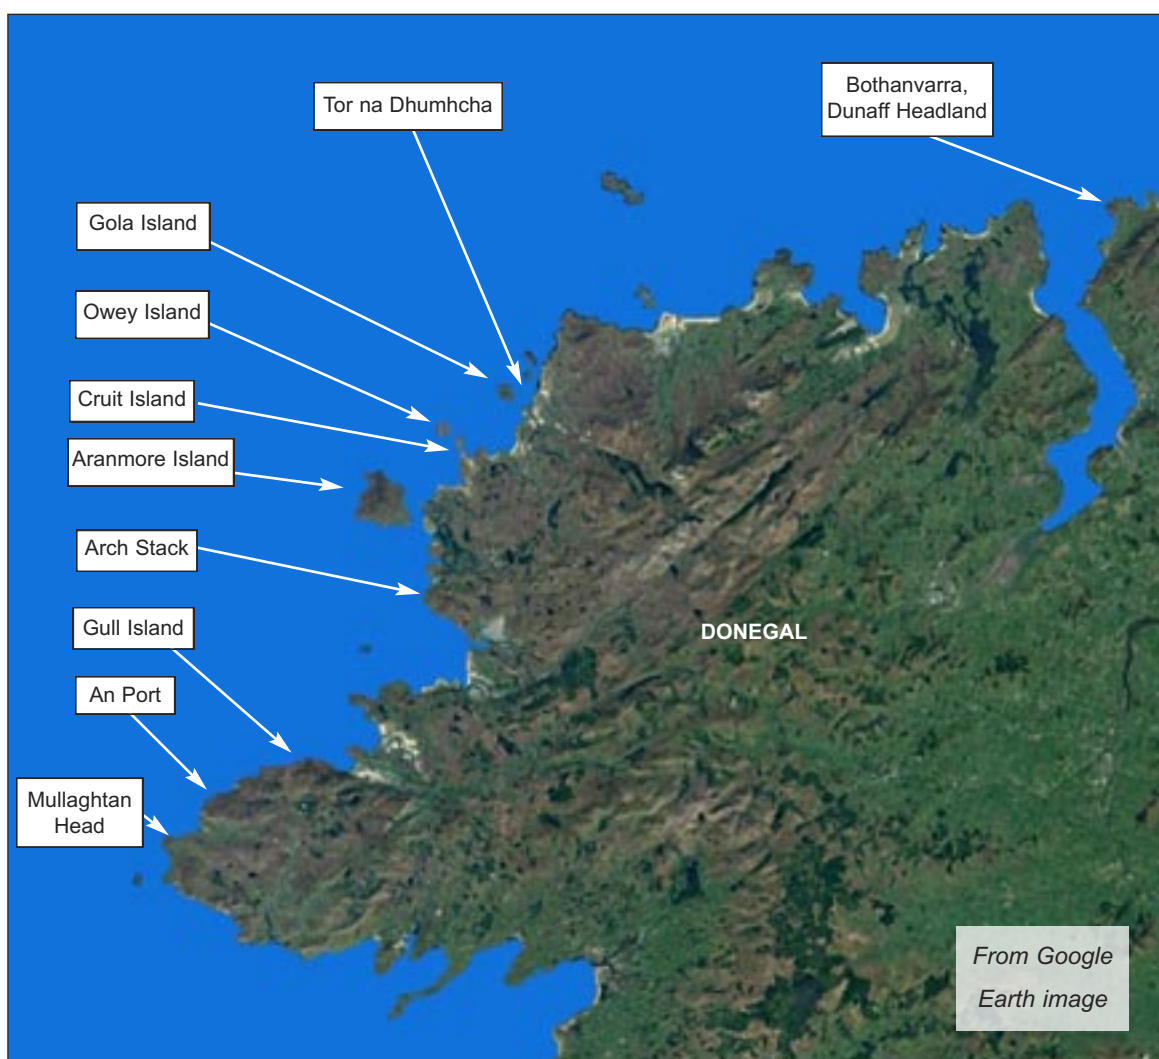 Tor na Dhumhcha
Bothanvarra,
Dunaff Headland
Gola Island
Owey Island
Cruit Island
Aranmore Island
Arch Stack
Gull Island
DONEGAL
An Port
Mullaghtan
Head
From Google
Earth image